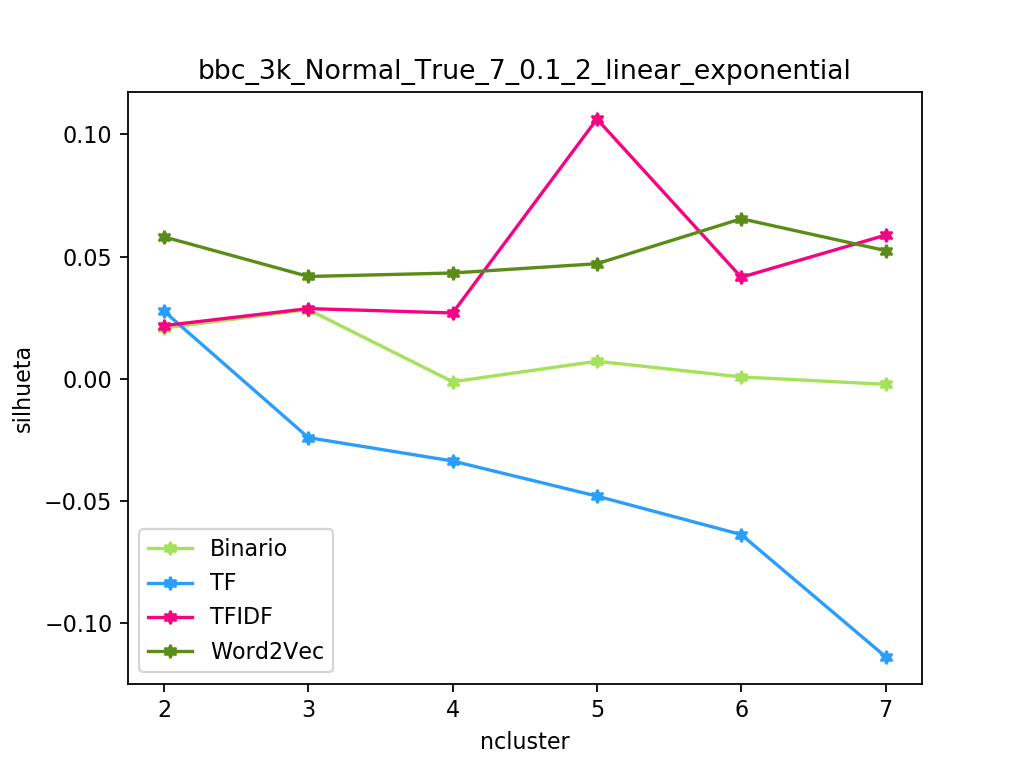 bbc_3k_Normal_True_7_0.1_2_linear_exponential
0.10
0.05
0.00
−0.05
−0.10
silhueta
Binario
TF
TFIDF
Word2Vec
2 3 4 5 6 7
ncluster